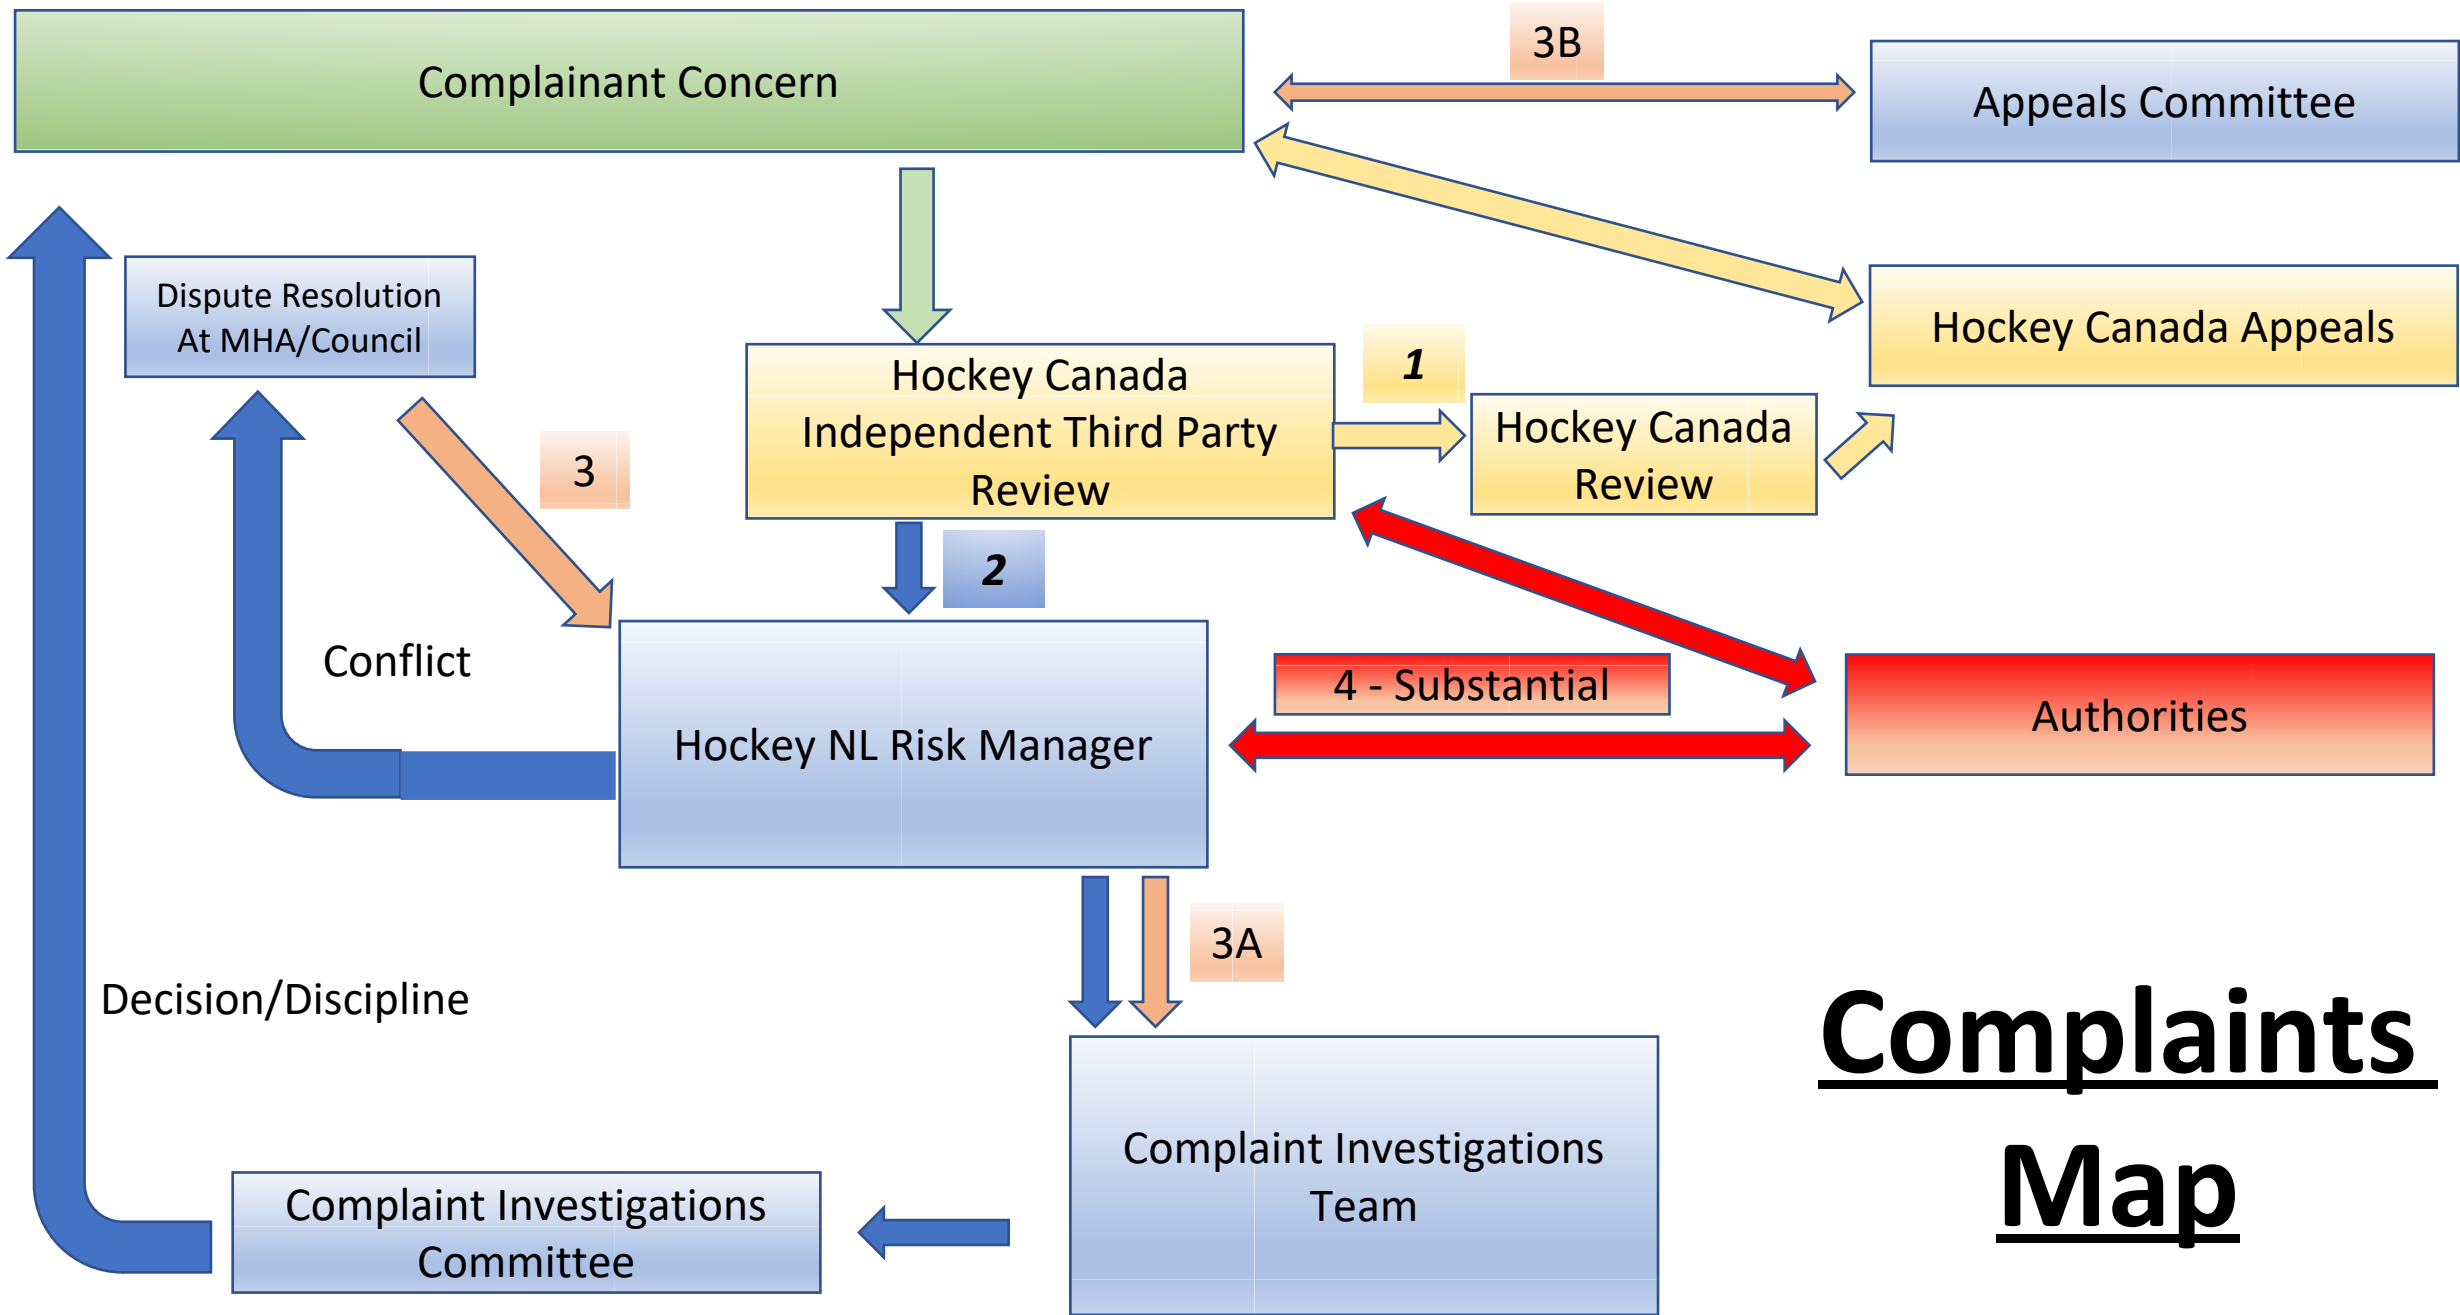 Complainant Concern
3B
Appeals Committee
Dispute Resolution
At MHA/Council
Hockey Canada Appeals
Hockey Canada
Independent Third Party
Review
1
Hockey Canada
Review
3
2
Conflict
Hockey NL Risk Manager
4 - Substantial
Authorities
3A
Decision/Discipline
Complaint Investigations
Team
Complaint Investigations
Committee
Complaints
Map